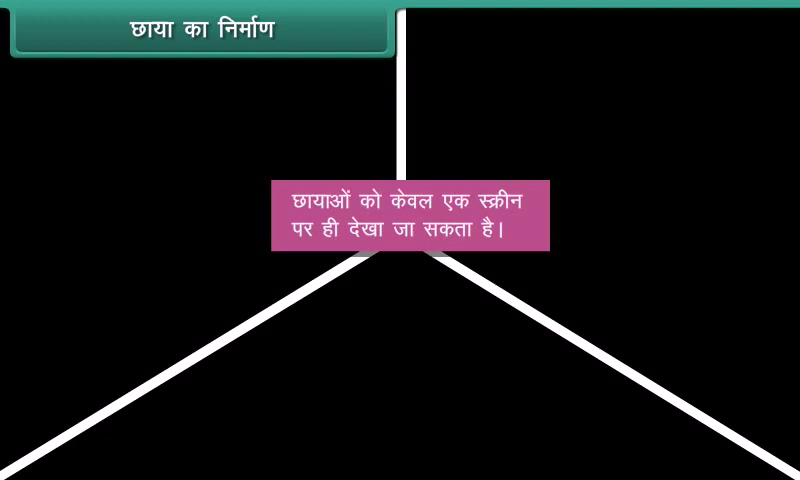 छाया का निर्माण
छायाओं को केवल एक स्क्रीन
पर ही देखा जा सकता है।